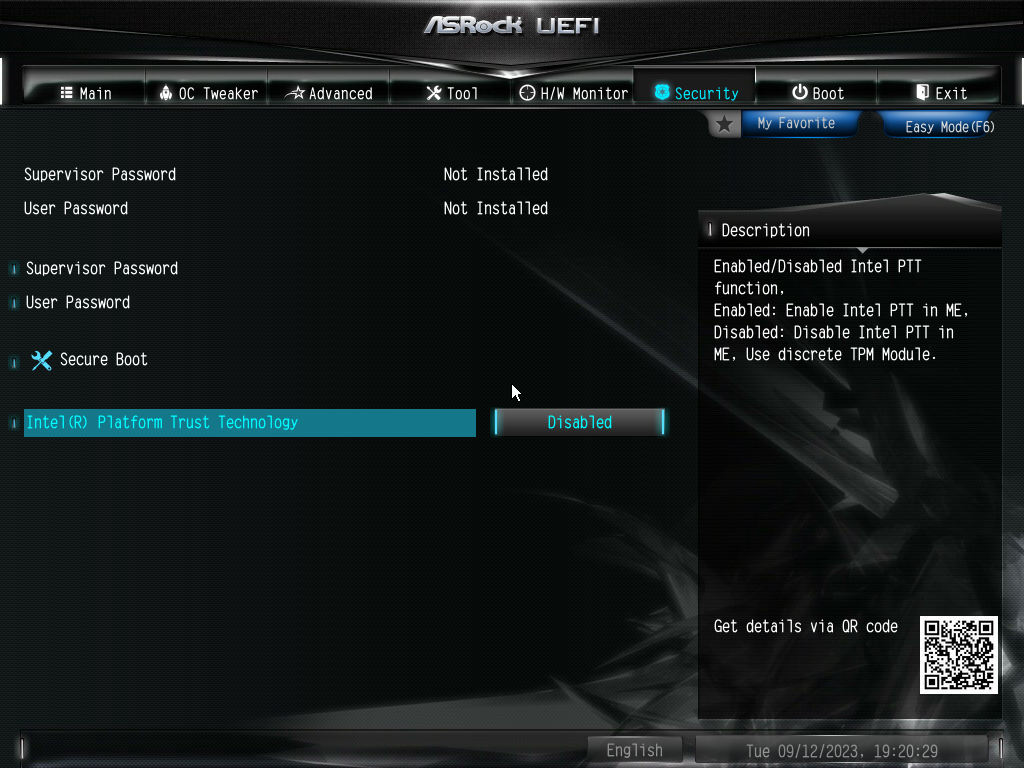 ASRock UEFI
Main OC Tweaker Advanced Tool H/W Monitor Security Boot Exit
My Favorite Easy Mode(F6)
Supervisor Password Not Installed
User Password Not Installed
Supervisor Password
User Password
Secure Boot
Intel(R) Platform Trust Technology Disabled
Description
Enabled/Disabled Intel PTT
function,
Enabled: Enable Intel PTT in ME,
Disabled: Disable Intel PTT in
ME, Use discrete TPM Module.
Get details via QR code
English Tue 09/12/2023, 19:20:29